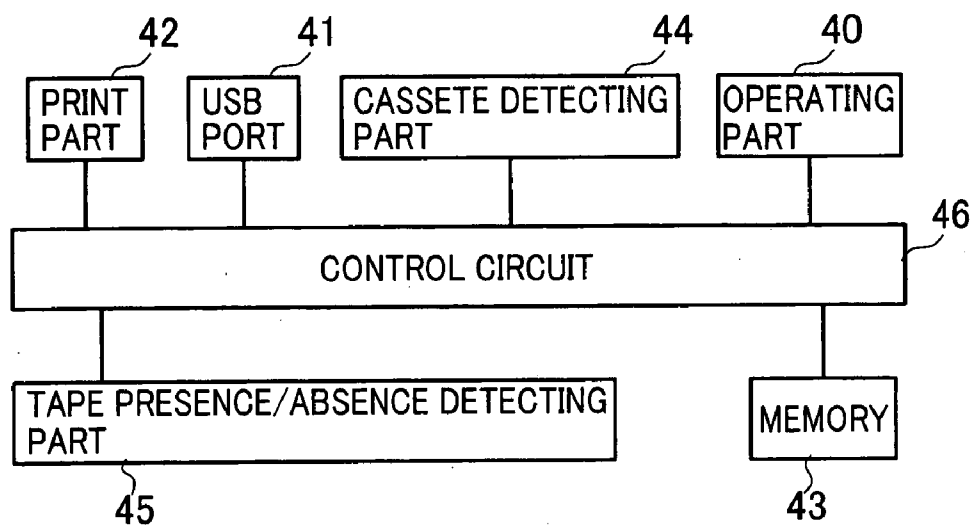 42
41
44
40
PRINT
PART
USB
PORT
CASSETE DETECTING
PART
OPERATING
PART
46
CONTROL CIRCUIT
TAPE PRESENCE/ABSENCE DETECTING
PART
MEMORY
45
43